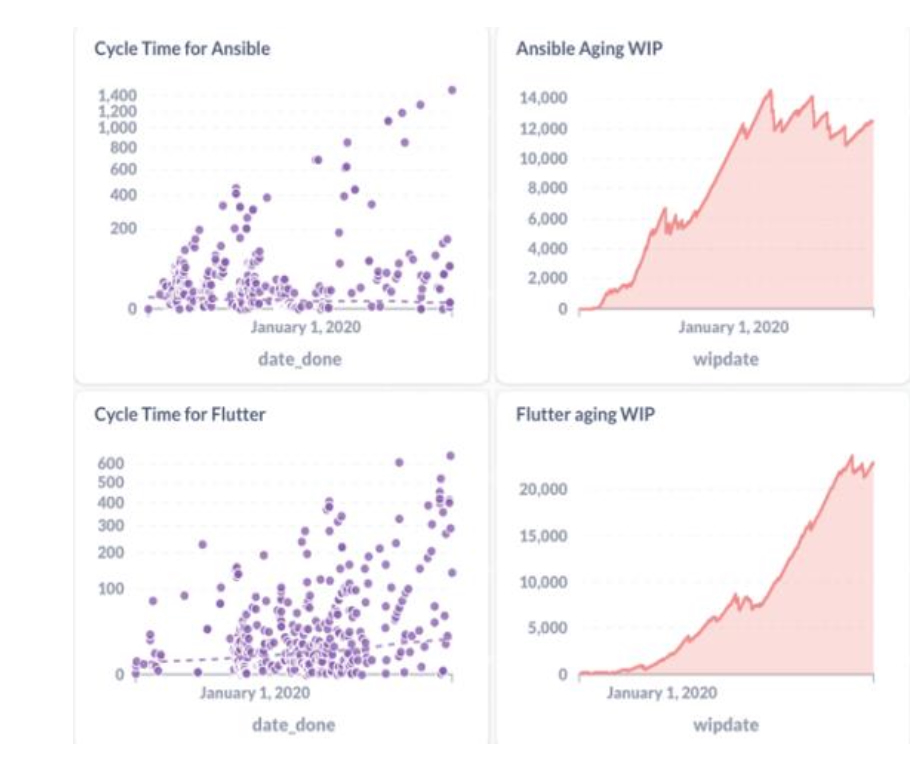 Cycle Time for Ansible
1,400
1,200
1,000
800
600
400
200
0
January 1, 2020
date_done
Ansible Aging WIP
14,000
12,000
10,000
8,000
6,000
4,000
2,000
0
January 1, 2020
wipdate
Cycle Time for Flutter
600
500
400
300
200
100
0
January 1, 2020
date_done
Flutter aging WIP
20,000
15,000
10,000
5,000
0
January 1, 2020
wipdate